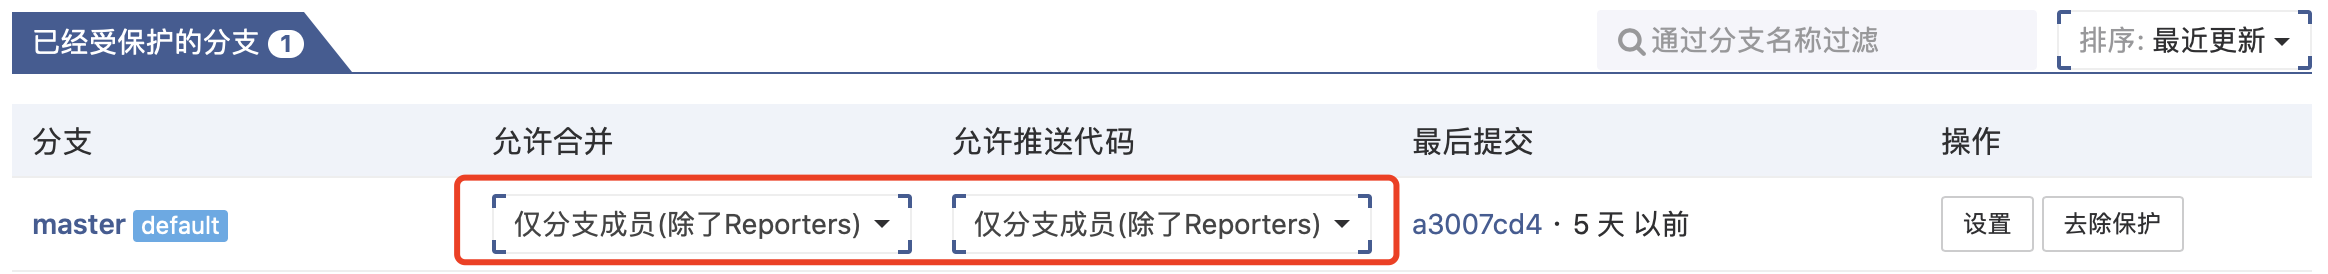 已经受保护的分支 1
通过分支名称过滤
排序: 最近更新
分支 允许合并 允许推送代码 最后提交 操作
master default 仅分支成员(除了Reporters) 仅分支成员(除了Reporters) a3007cd4 · 5 天 以前 设置 去除保护